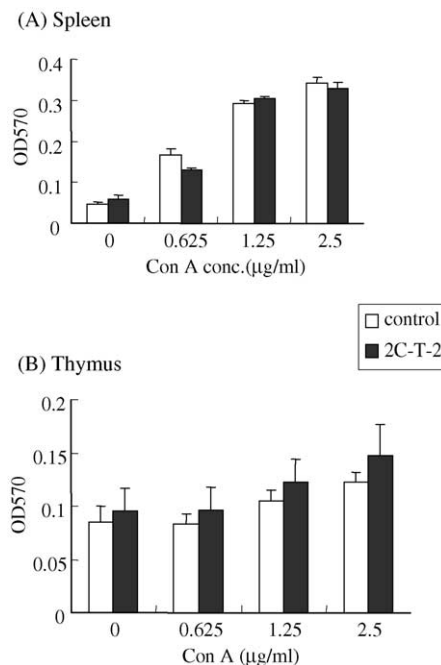 (A) Spleen
0.4
0.3
0.2
0.1
0
OD570
0 0.625 1.25 2.5
Con A conc.(μg/ml)
control
2C-T-2
(B) Thymus
0.2
0.15
0.1
0.05
0
OD570
0 0.625 1.25 2.5
Con A (μg/ml)